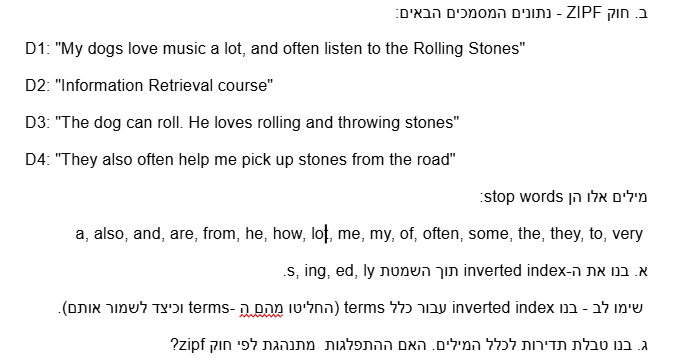 ב. חוק ZIPF - נתונים המסמכים הבאים:
D1: "My dogs love music a lot, and often listen to the Rolling Stones"
D2: "Information Retrieval course"
D3: "The dog can roll. He loves rolling and throwing stones"
D4: "They also often help me pick up stones from the road"
מילים אלו הן stop words:
a, also, and, are, from, he, how, lot, me, my, of, often, some, the, they, to, very
א. בנו את ה-inverted index תוך השמטת s, ing, ed, ly.
שימו לב - בנו inverted index עבור כלל terms (החליטו מהם ה -terms וכיצד לשמור אותם).
ג. בנו טבלת תדירות לכלל המילים. האם ההתפלגות מתנהגת לפי חוק zipf?